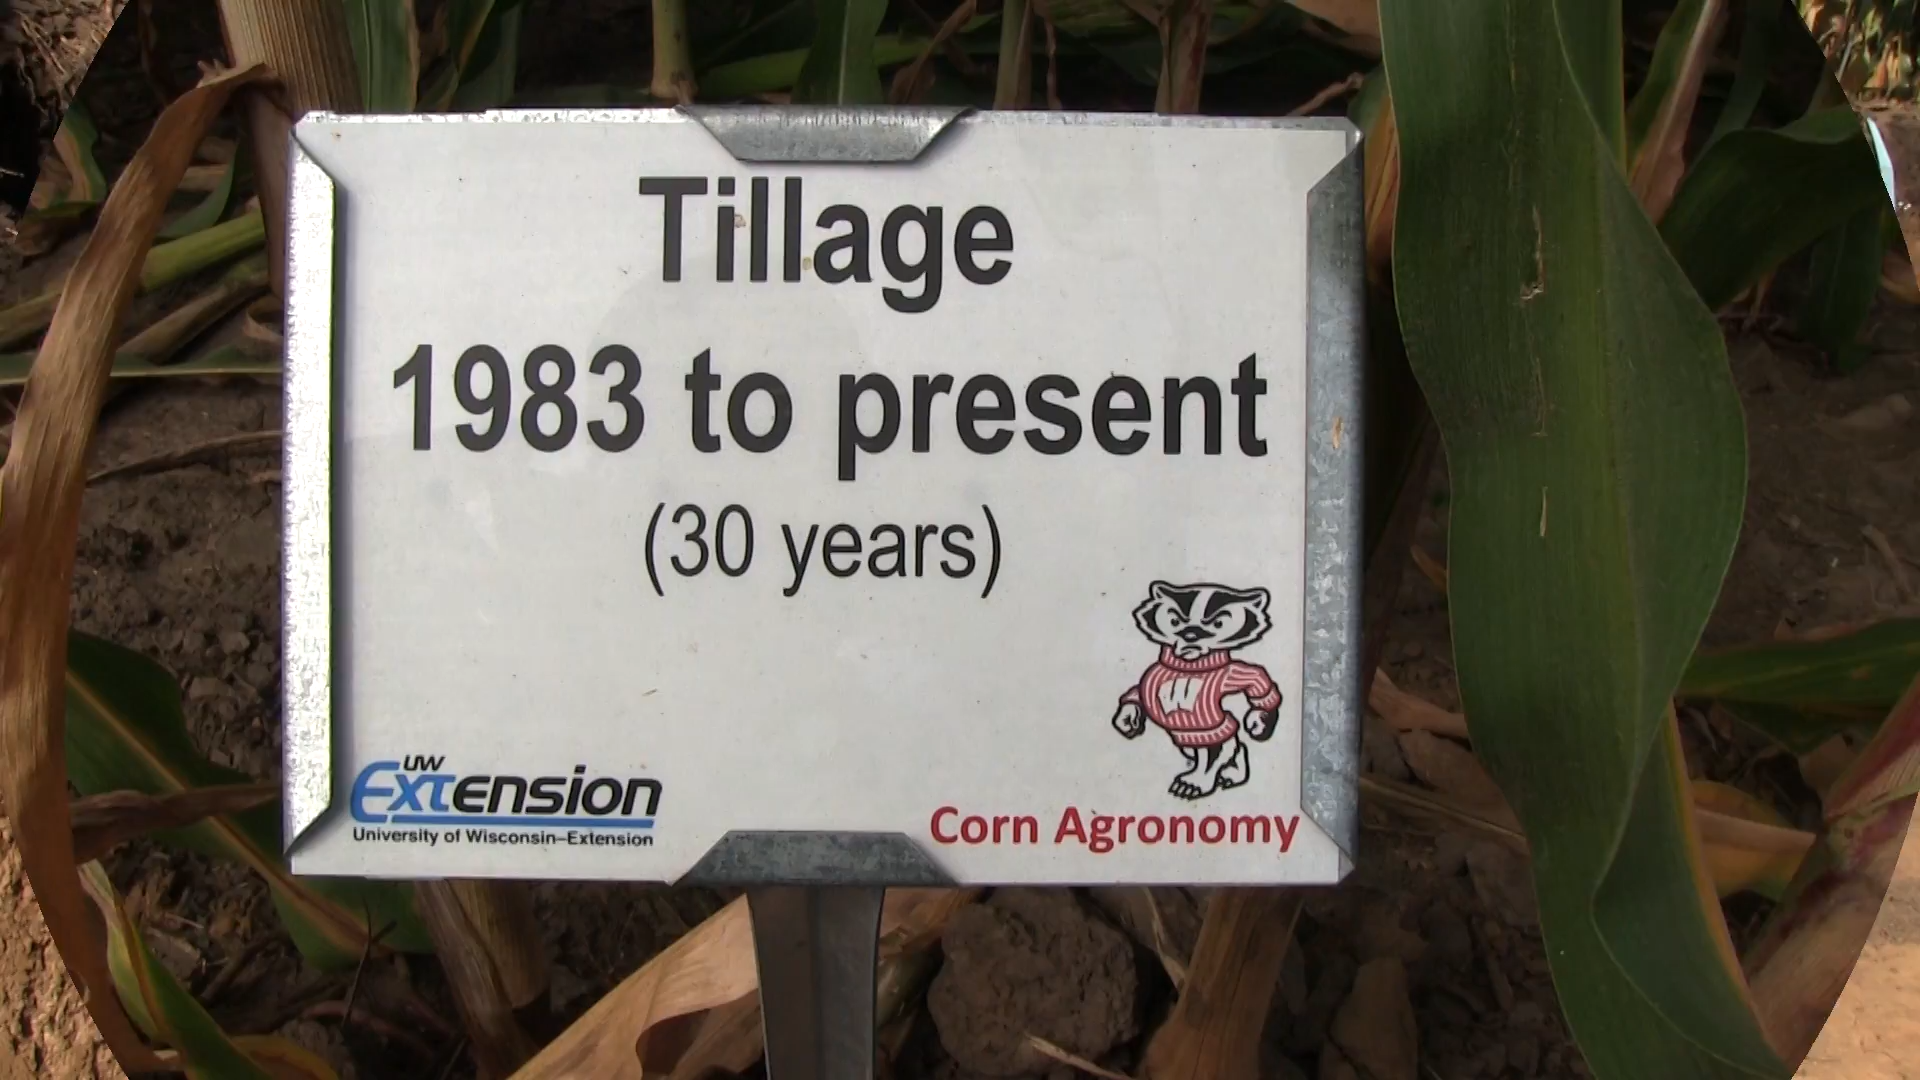 Tillage
1983 to present
(30 years)
UW
Extension
University of Wisconsin–Extension
Corn Agronomy